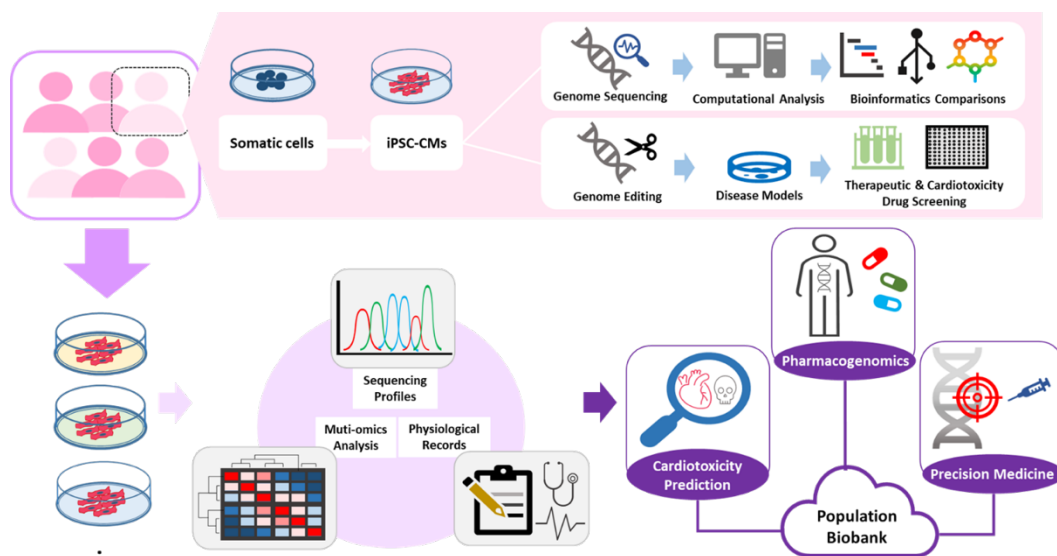 Somatic cells
iPSC-CMs
Genome Sequencing
Computational Analysis
Bioinformatics Comparisons
Genome Editing
Disease Models
Therapeutic & Cardiotoxicity
Drug Screening
Sequencing
Profiles
Muti-omics
Analysis
Physiological
Records
Pharmacogenomics
Cardiotoxicity
Prediction
Precision Medicine
Population
Biobank